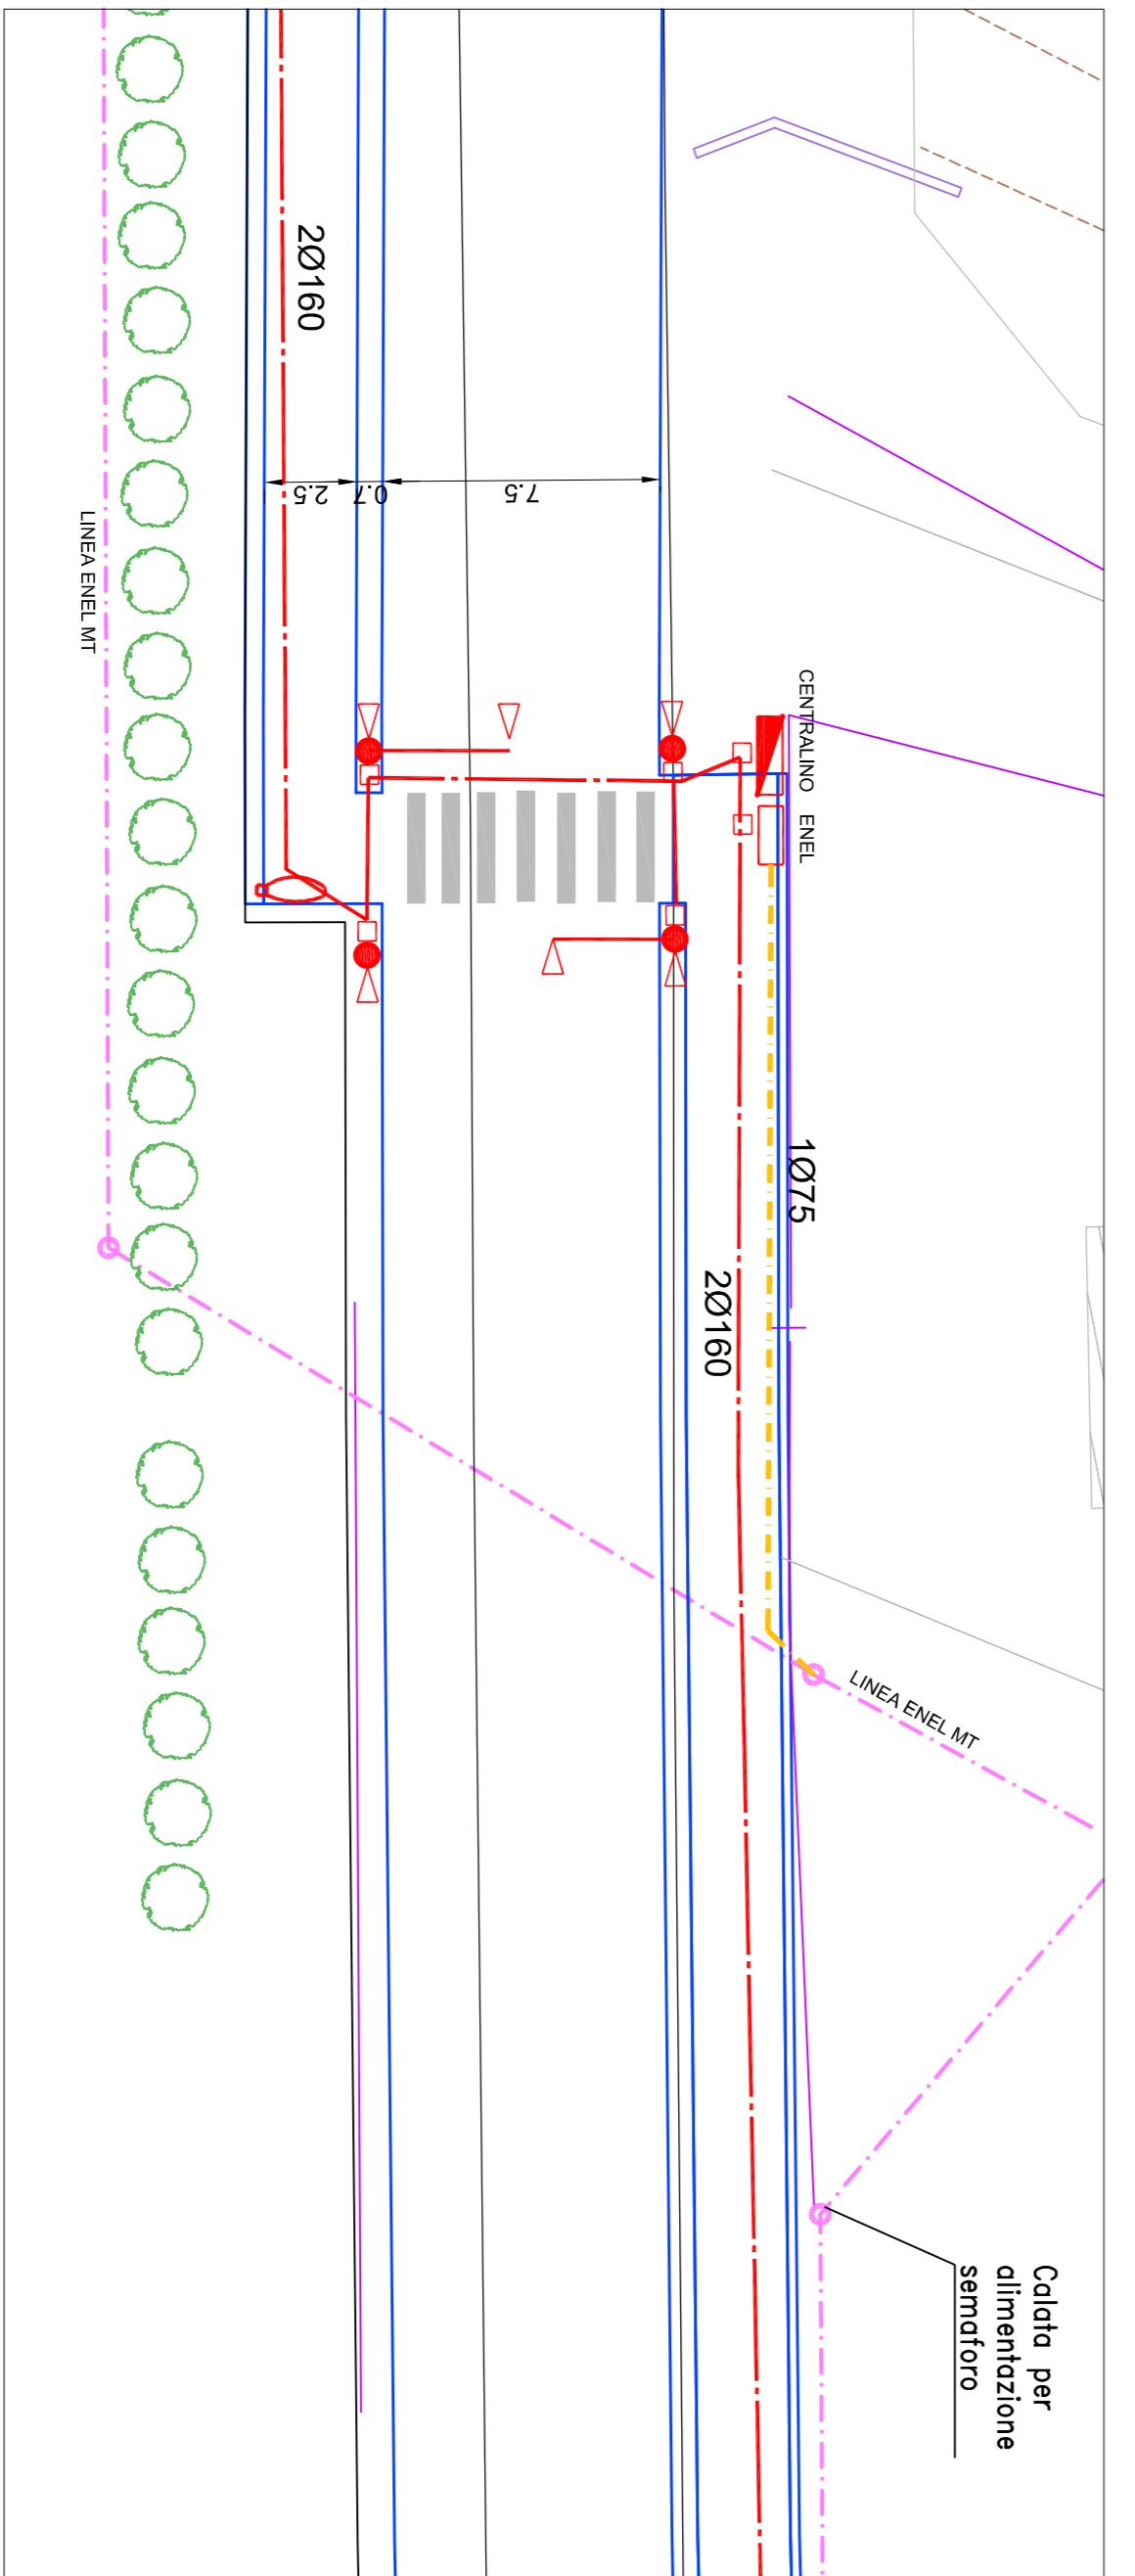 2Ø160
2.5
0.7
7.5
LINEA ENEL MT
CENTRALINO ENEL
1Ø75
2Ø160
LINEA ENEL MT
Calata per
alimentazione
semaforo